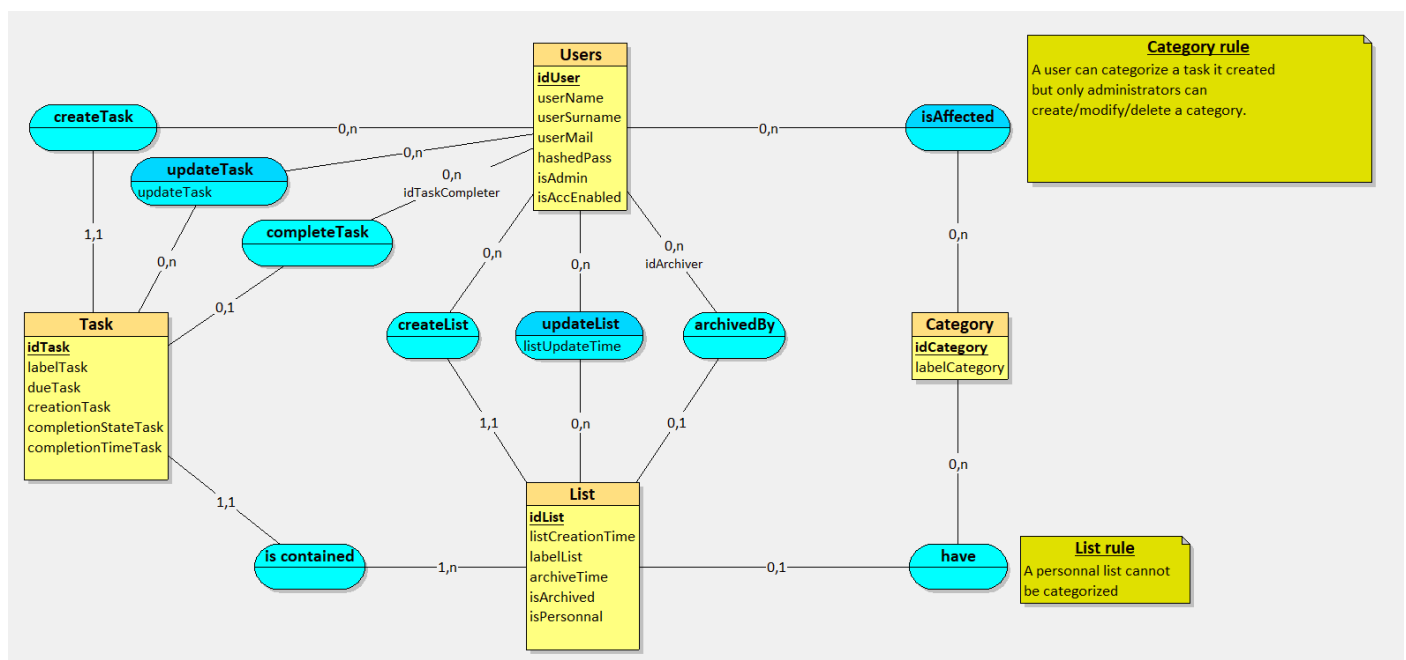 Users
idUser
userName
userSurname
userMail
hashedPass
isAdmin
isAccEnabled
Category rule
A user can categorize a task it created
but only administrators can
create/modify/delete a category.
createTask
0,n
0,n
isAffected
updateTask
updateTask
0,n
0,n
idTaskCompleter
completeTask
1,1
0,n
0,1
0,n
0,n
0,n
idArchiver
0,n
Task
idTask
labelTask
dueTask
creationTask
completionStateTask
completionTimeTask
createList
updateList
listUpdateTime
archivedBy
Category
idCategory
labelCategory
1,1
0,n
0,1
0,n
1,1
List
idList
listCreationTime
labelList
archiveTime
isArchived
isPersonnal
is contained
1,n
0,1
have
List rule
A personnal list cannot
be categorized